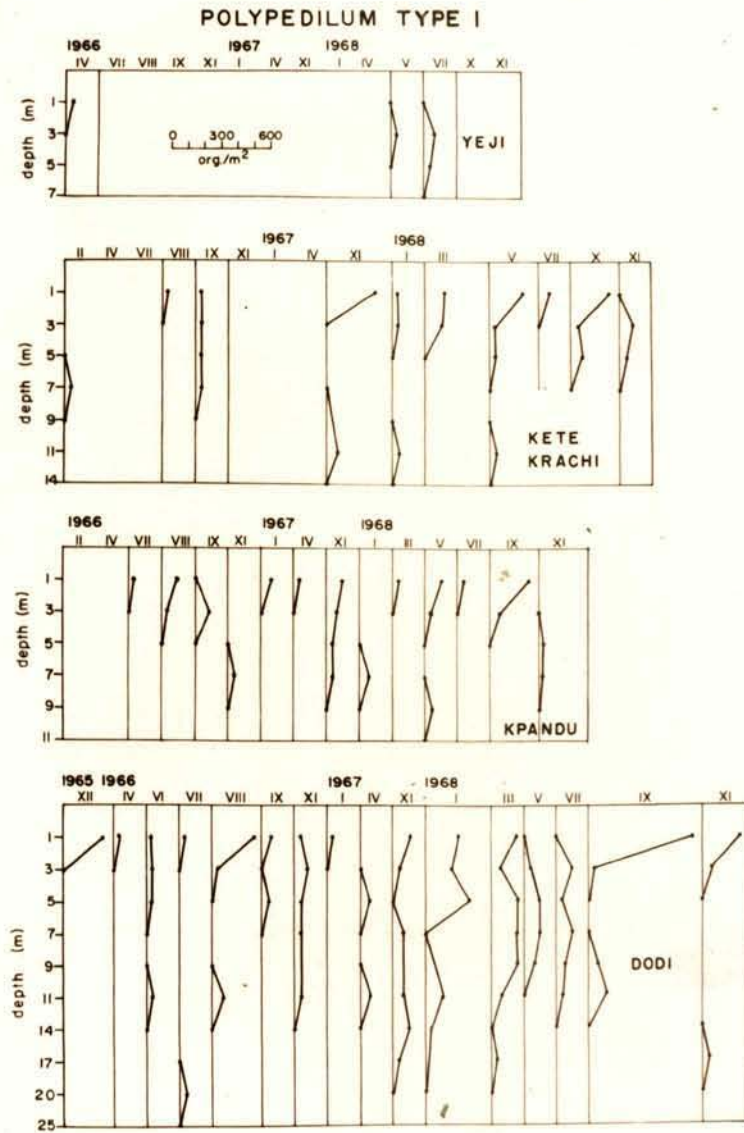 POLYPEDILUM TYPE I
1966 1967 1968
IV VII VIII IX XI I IV XI I IV V VII X XI
depth (m)
1
3
5
7
0 300 600
org./m2
YEJI
1967 1968
II IV VII VIII IX XI I IV XI I III V VII X XI
depth (m)
1
3
5
7
9
11
14
KETE
KRACHI
1966 1967 1968
II IV VII VIII IX XI I IV XI I III V VII IX XI
depth (m)
1
3
5
7
9
11
KPANDU
1965 1966 1967 1968
XII IV VI VII VIII IX XI I IV XI I III V VII IX XI
depth (m)
1
3
5
7
9
11
14
17
20
25
DODI